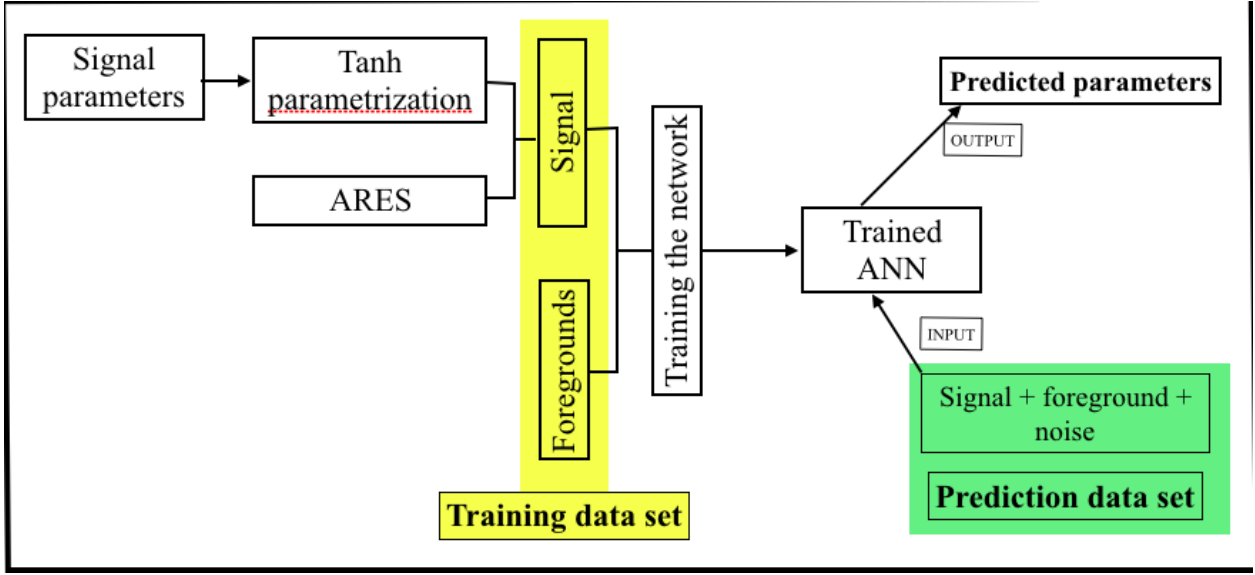 Signal
parameters
Tanh
parametrization
ARES
Signal
Foregrounds
Training data set
Training the network
Trained
ANN
Predicted parameters
OUTPUT
INPUT
Signal + foreground +
noise
Prediction data set